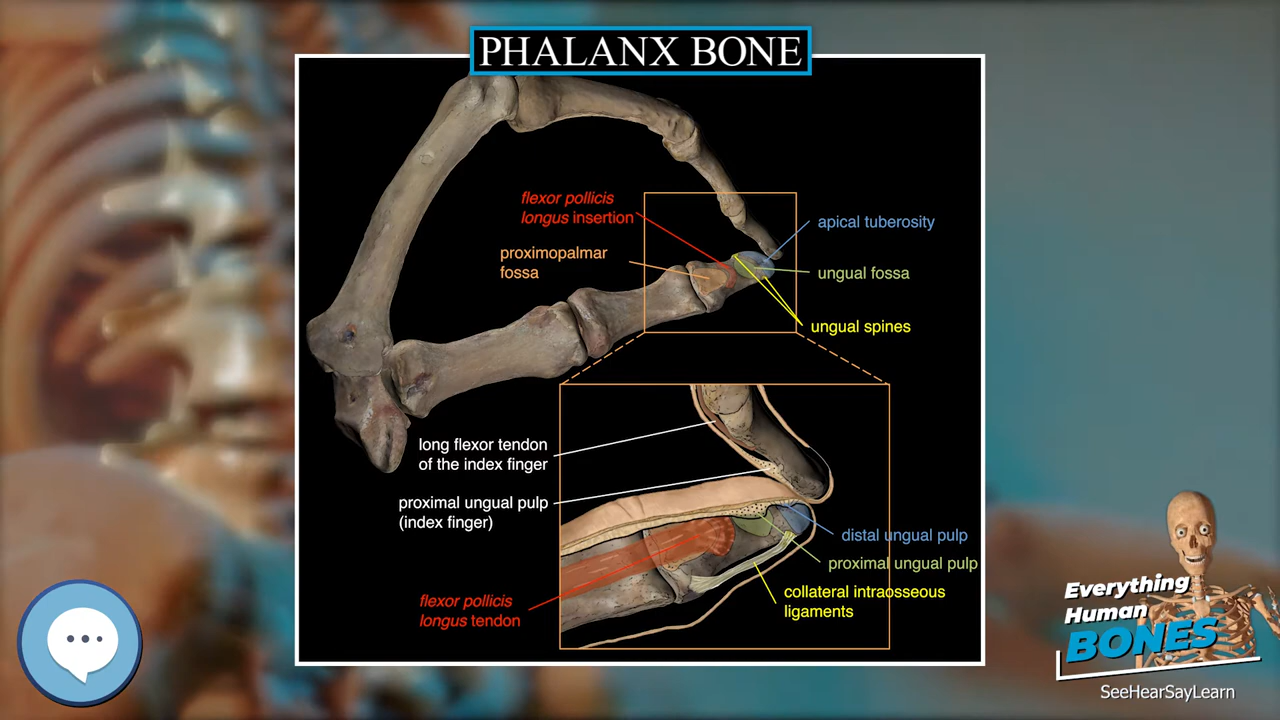 PHALANX BONE
flexor pollicis
longus insertion
proximopalmar
fossa
apical tuberosity
ungual fossa
ungual spines
long flexor tendon
of the index finger
proximal ungual pulp
(index finger)
distal ungual pulp
proximal ungual pulp
collateral intraosseous
ligaments
flexor pollicis
longus tendon
Everything
Human
BONES
SeeHearSayLearn